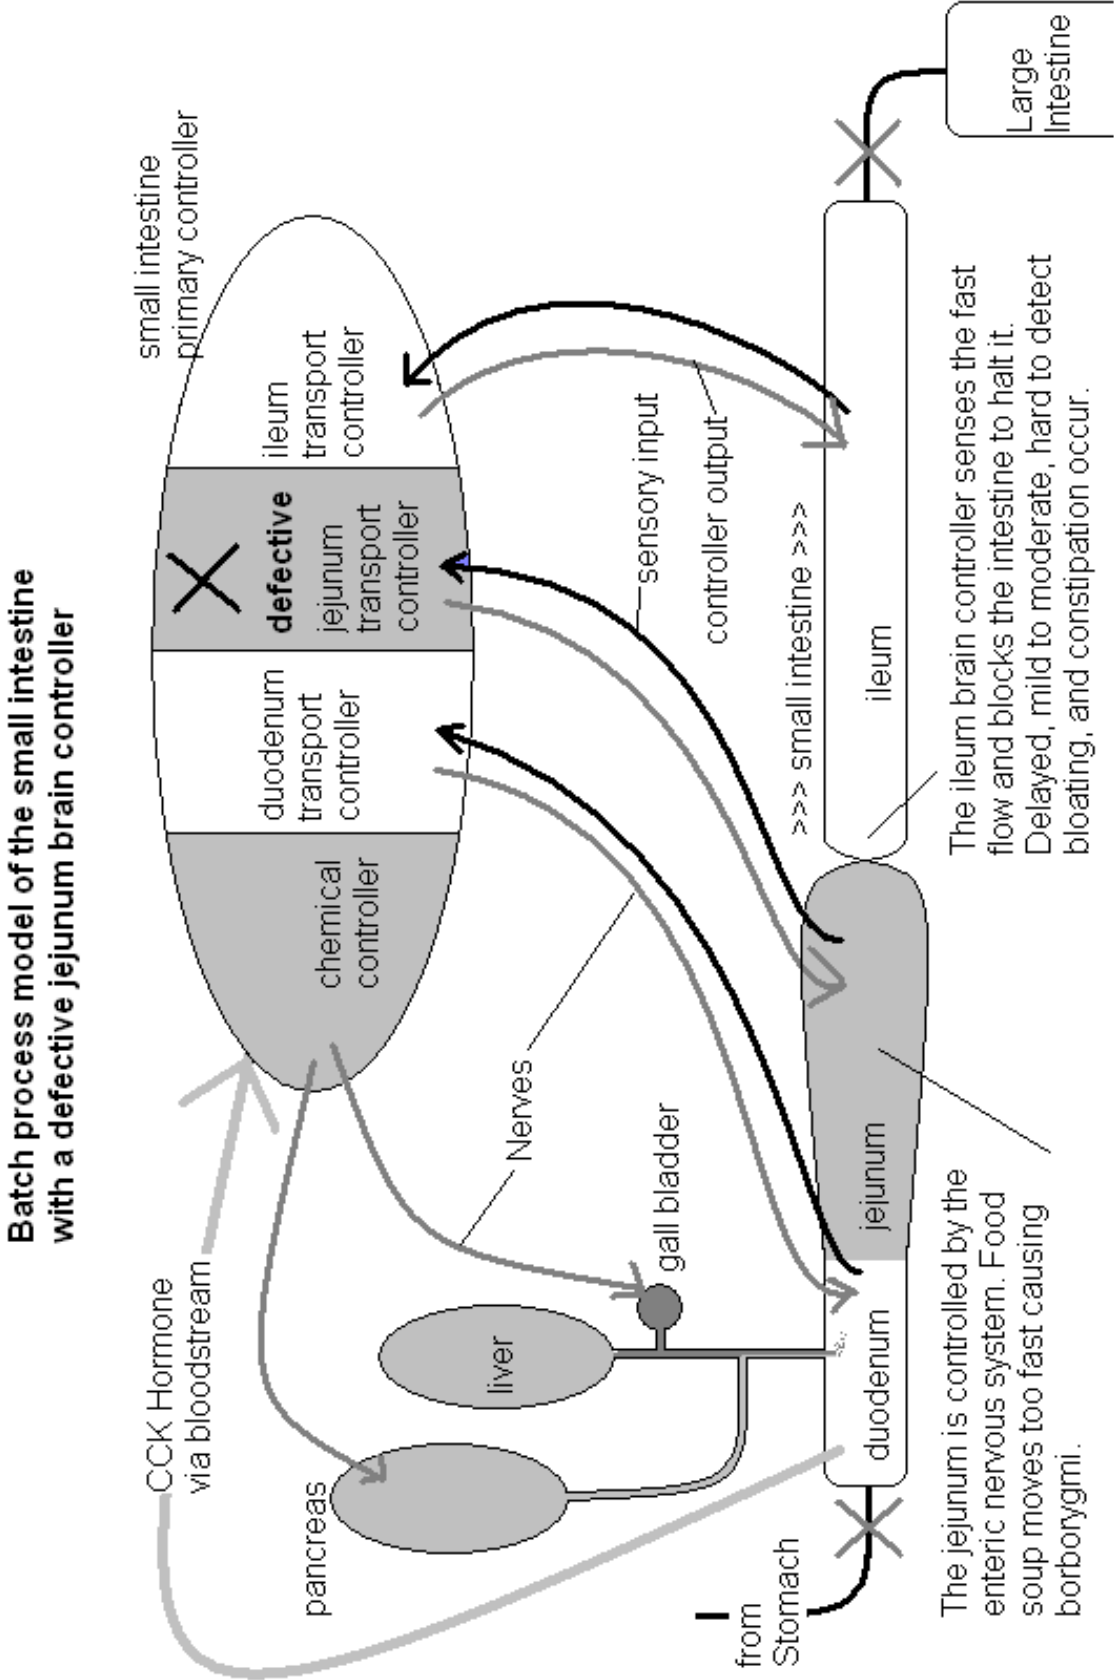 Batch process model of the small intestine
with a defective jejunum brain controller
CCK Hormone
via bloodstream
small intestine
primary controller
chemical
controller
duodenum
transport
controller
defective
jejunum
transport
controller
ileum
transport
controller
pancreas
liver
gall bladder
Nerves
sensory input
controller output
>>> small intestine >>>
from
Stomach
duodenum
jejunum
ileum
Large
Intestine
The jejunum is controlled by the
enteric nervous system. Food
soup moves too fast causing
borborygmi.
The ileum brain controller senses the fast
flow and blocks the intestine to halt it.
Delayed, mild to moderate, hard to detect
bloating, and constipation occur.